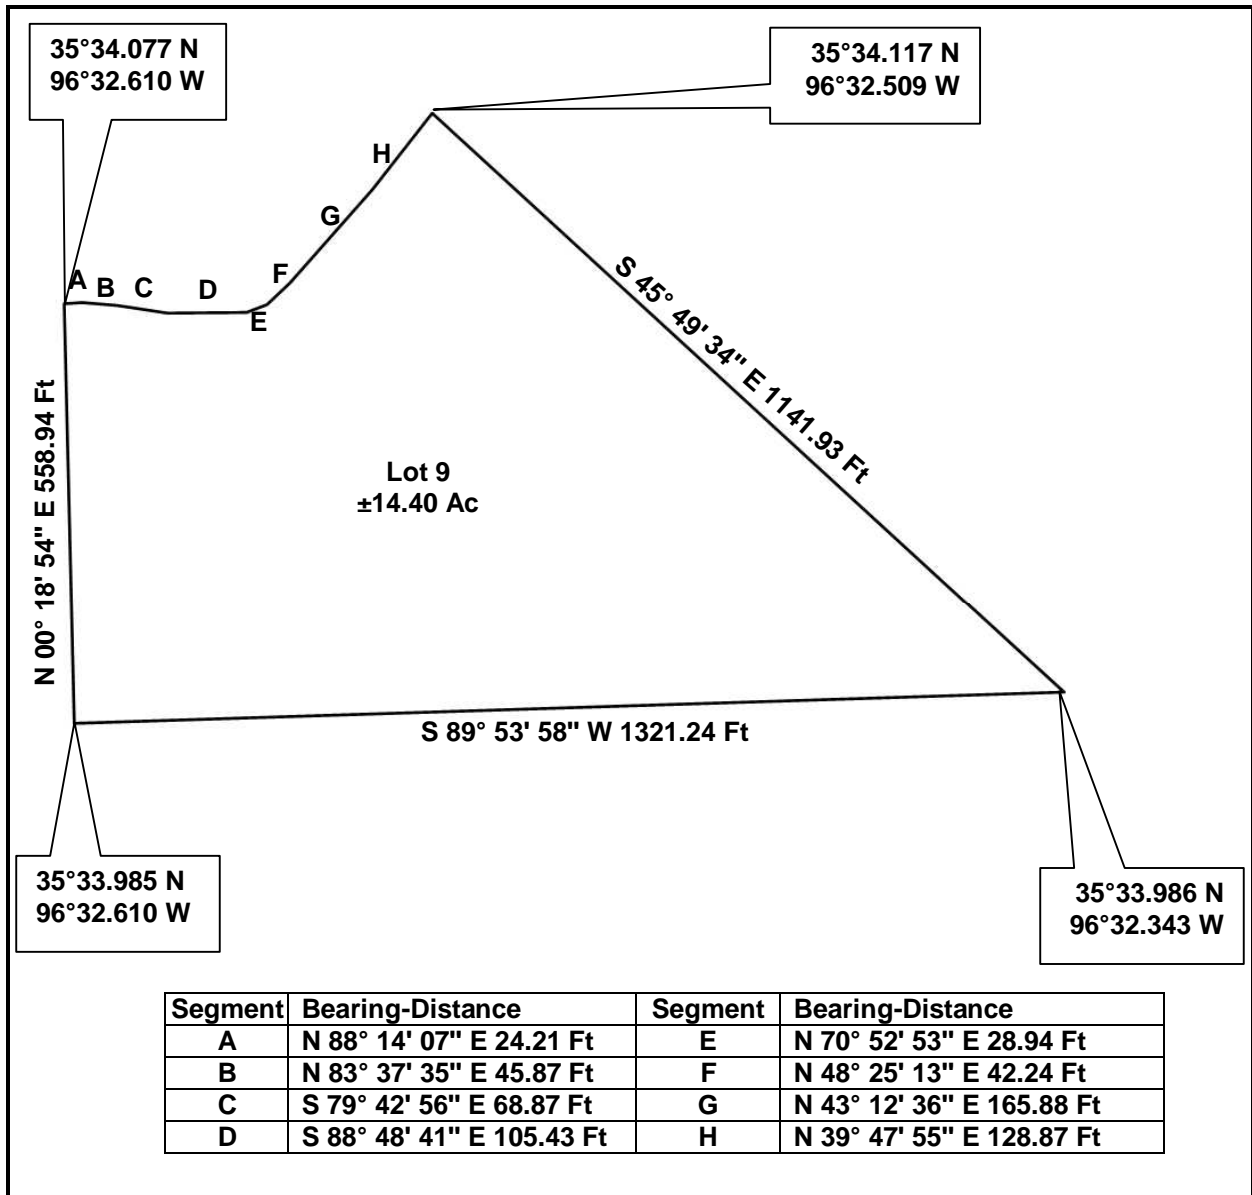 35°34.077 N
96°32.610 W
35°34.117 N
96°32.509 W
A
B
C
D
E
F
G
H
S 45° 49' 34" E 1141.93 Ft
N 00° 18' 54" E 558.94 Ft
Lot 9
±14.40 Ac
S 89° 53' 58" W 1321.24 Ft
35°33.985 N
96°32.610 W
35°33.986 N
96°32.343 W
Segment Bearing-Distance Segment Bearing-Distance
A N 88° 14' 07" E 24.21 Ft E N 70° 52' 53" E 28.94 Ft
B N 83° 37' 35" E 45.87 Ft F N 48° 25' 13" E 42.24 Ft
C S 79° 42' 56" E 68.87 Ft G N 43° 12' 36" E 165.88 Ft
D S 88° 48' 41" E 105.43 Ft H N 39° 47' 55" E 128.87 Ft